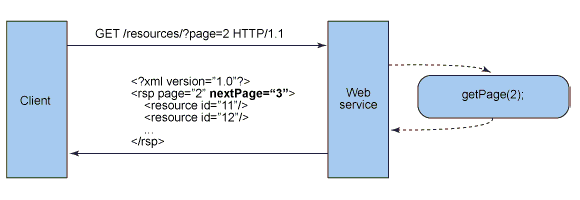 GET /resources/?page=2 HTTP/1.1
Client
<?xml version="1.0"?>
<rsp page="2" nextPage="3">
<resource id="11"/>
<resource id="12"/>
...
</rsp>
Web
service
getPage(2);